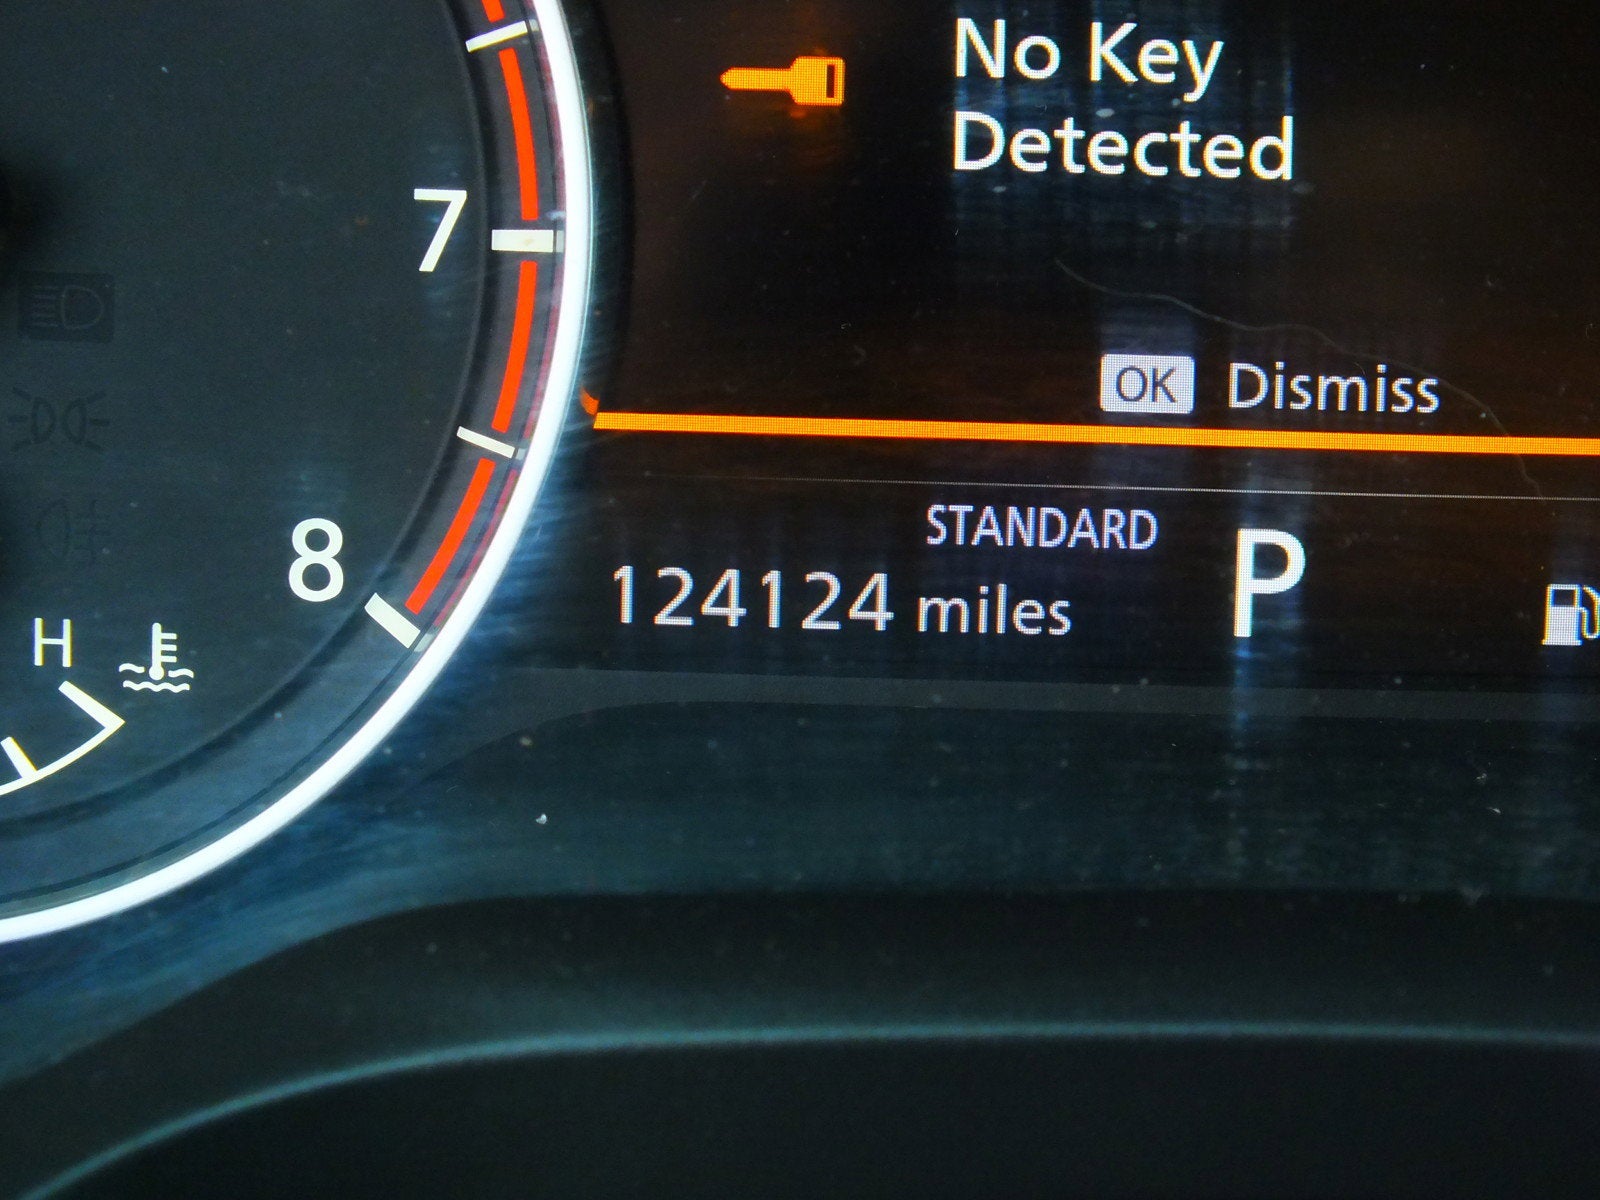 No Key
Detected
7
OK Dismiss
STANDARD
8
124124 miles
P
H